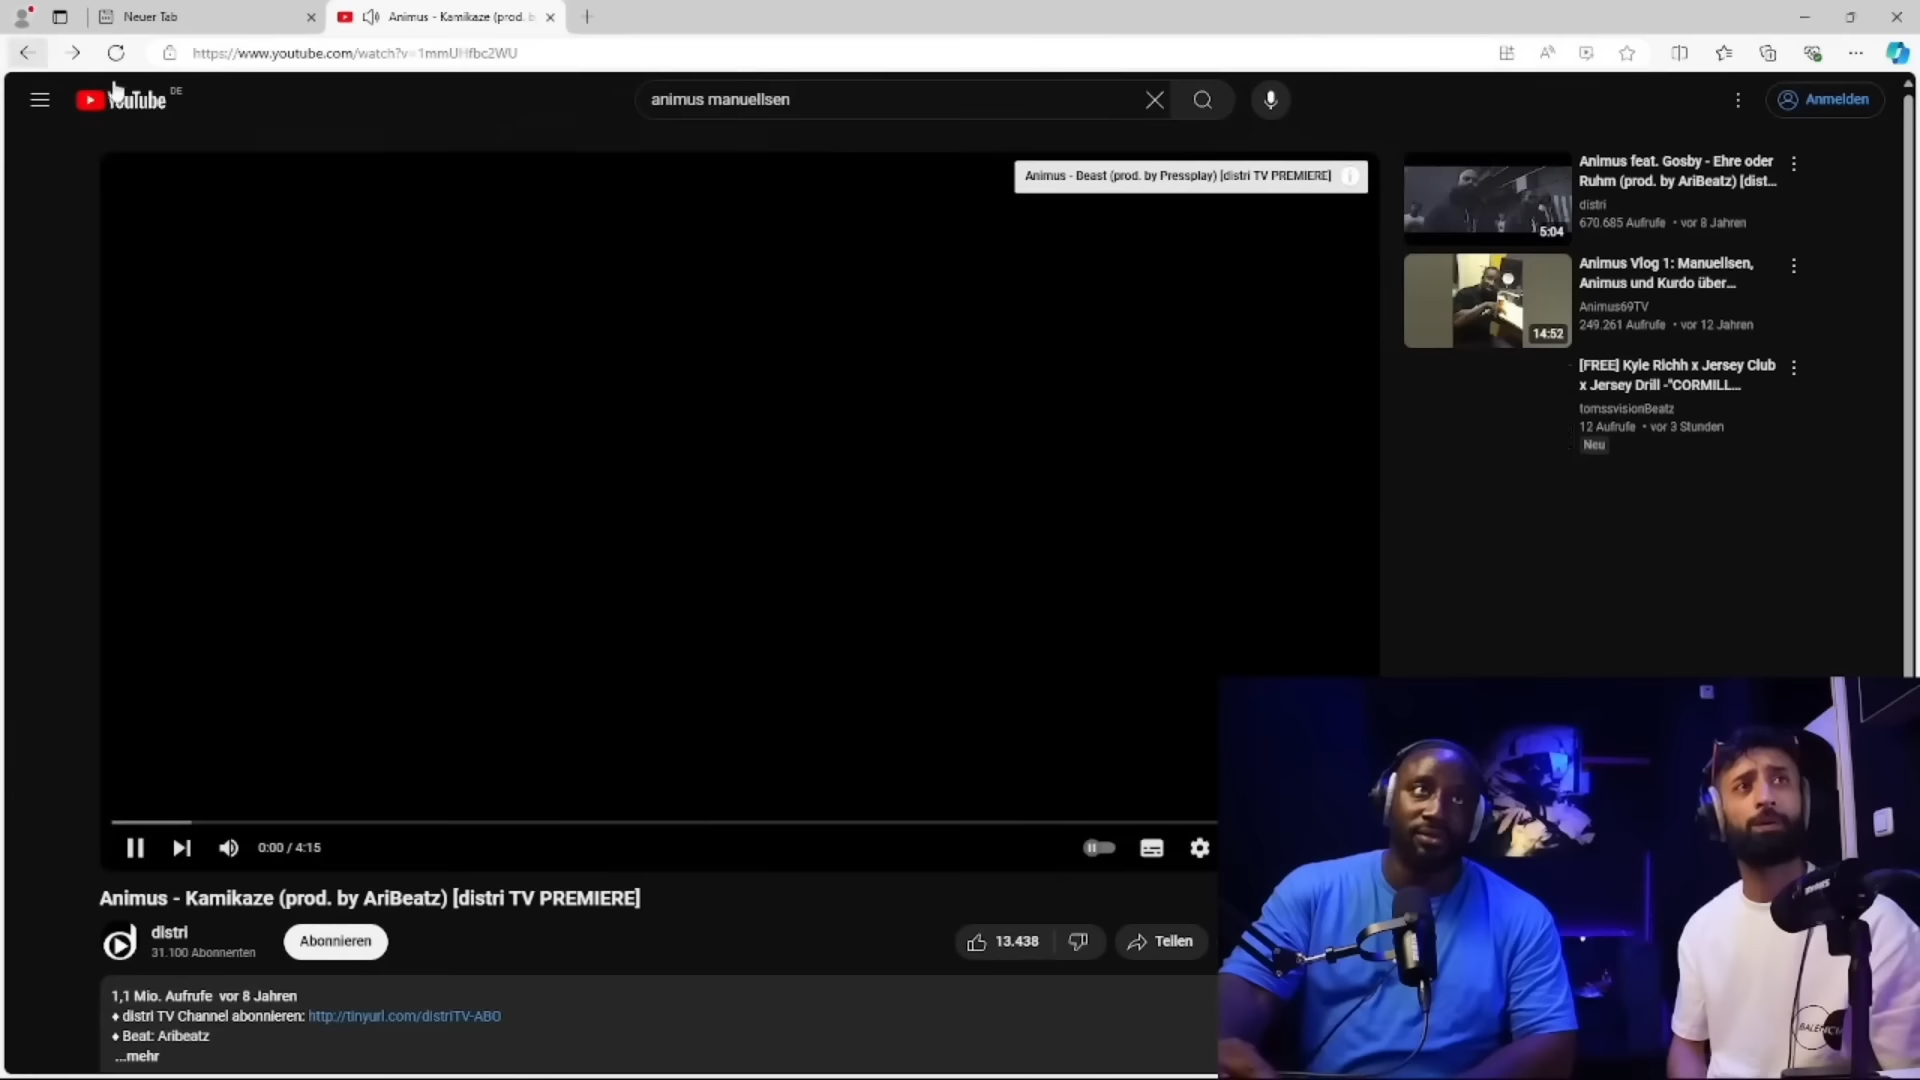 Neuer Tab
Animus - Kamikaze (prod. b
https://www.youtube.com/watch?v=1mmUHfbc2WU
YouTube DE
animus manuellsen
Anmelden
Animus - Beast (prod. by Pressplay) [distri TV PREMIERE]
Animus feat. Gosby - Ehre oder
Ruhm (prod. by AriBeatz) [dist...
distri
670.685 Aufrufe • vor 8 Jahren
5:04
Animus Vlog 1: Manuellsen,
Animus und Kurdo über...
Animus69TV
249.261 Aufrufe • vor 12 Jahren
14:52
[FREE] Kyle Richh x Jersey Club
x Jersey Drill -"CORMILL...
tomssvisionBeatz
12 Aufrufe • vor 3 Stunden
Neu
0:00 / 4:15
Animus - Kamikaze (prod. by AriBeatz) [distri TV PREMIERE]
distri
31.100 Abonnenten
Abonnieren
13.438
Teilen
1,1 Mio. Aufrufe vor 8 Jahren
♦ distri TV Channel abonnieren: http://tinyurl.com/distriTV-ABO
♦ Beat: Aribeatz
...mehr